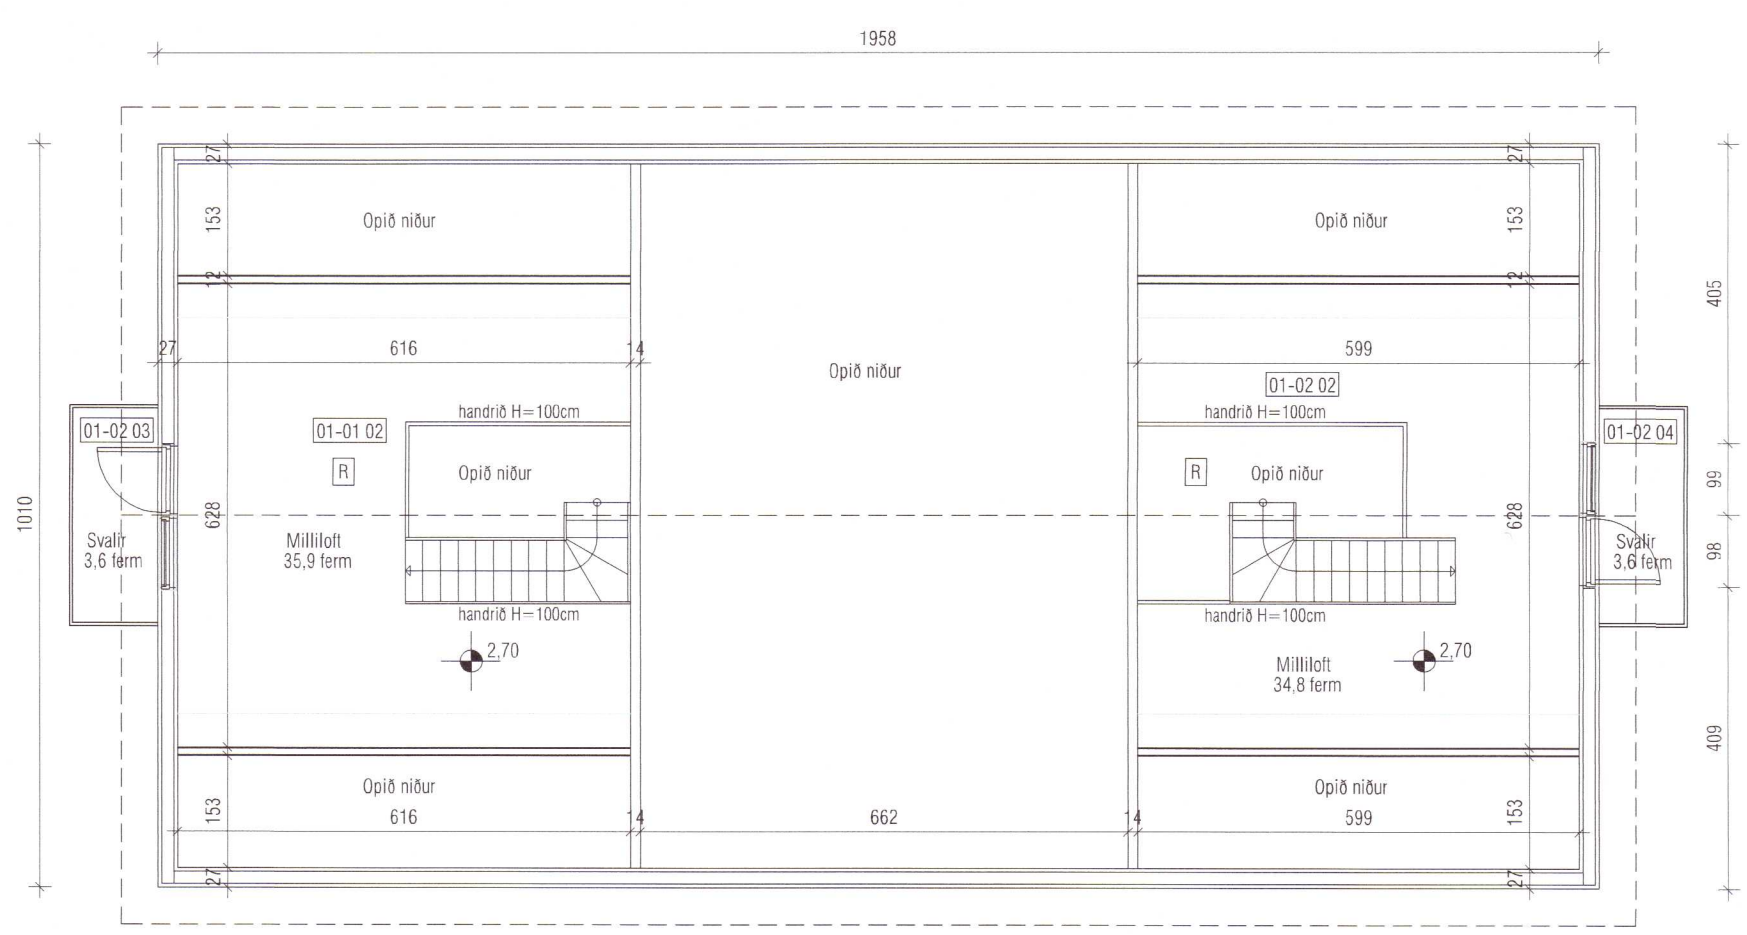 1958
27
27
153
Opið niður
Opið niður
153
12
12
405
27
616
14
599
Opið niður
01-02 02
01-02 03
01-01 02
handrið H=100cm
handrið H=100cm
01-02 04
R
Opið niður
R
Opið niður
99
1010
628
628
Svalir
3,6 ferm
Milliloft
35,9 ferm
98
Svalir
3,6 ferm
handrið H=100cm
handrið H=100cm
2,70
2,70
Milliloft
34,8 ferm
409
Opið niður
Opið niður
153
616
14
662
14
599
153
27
27